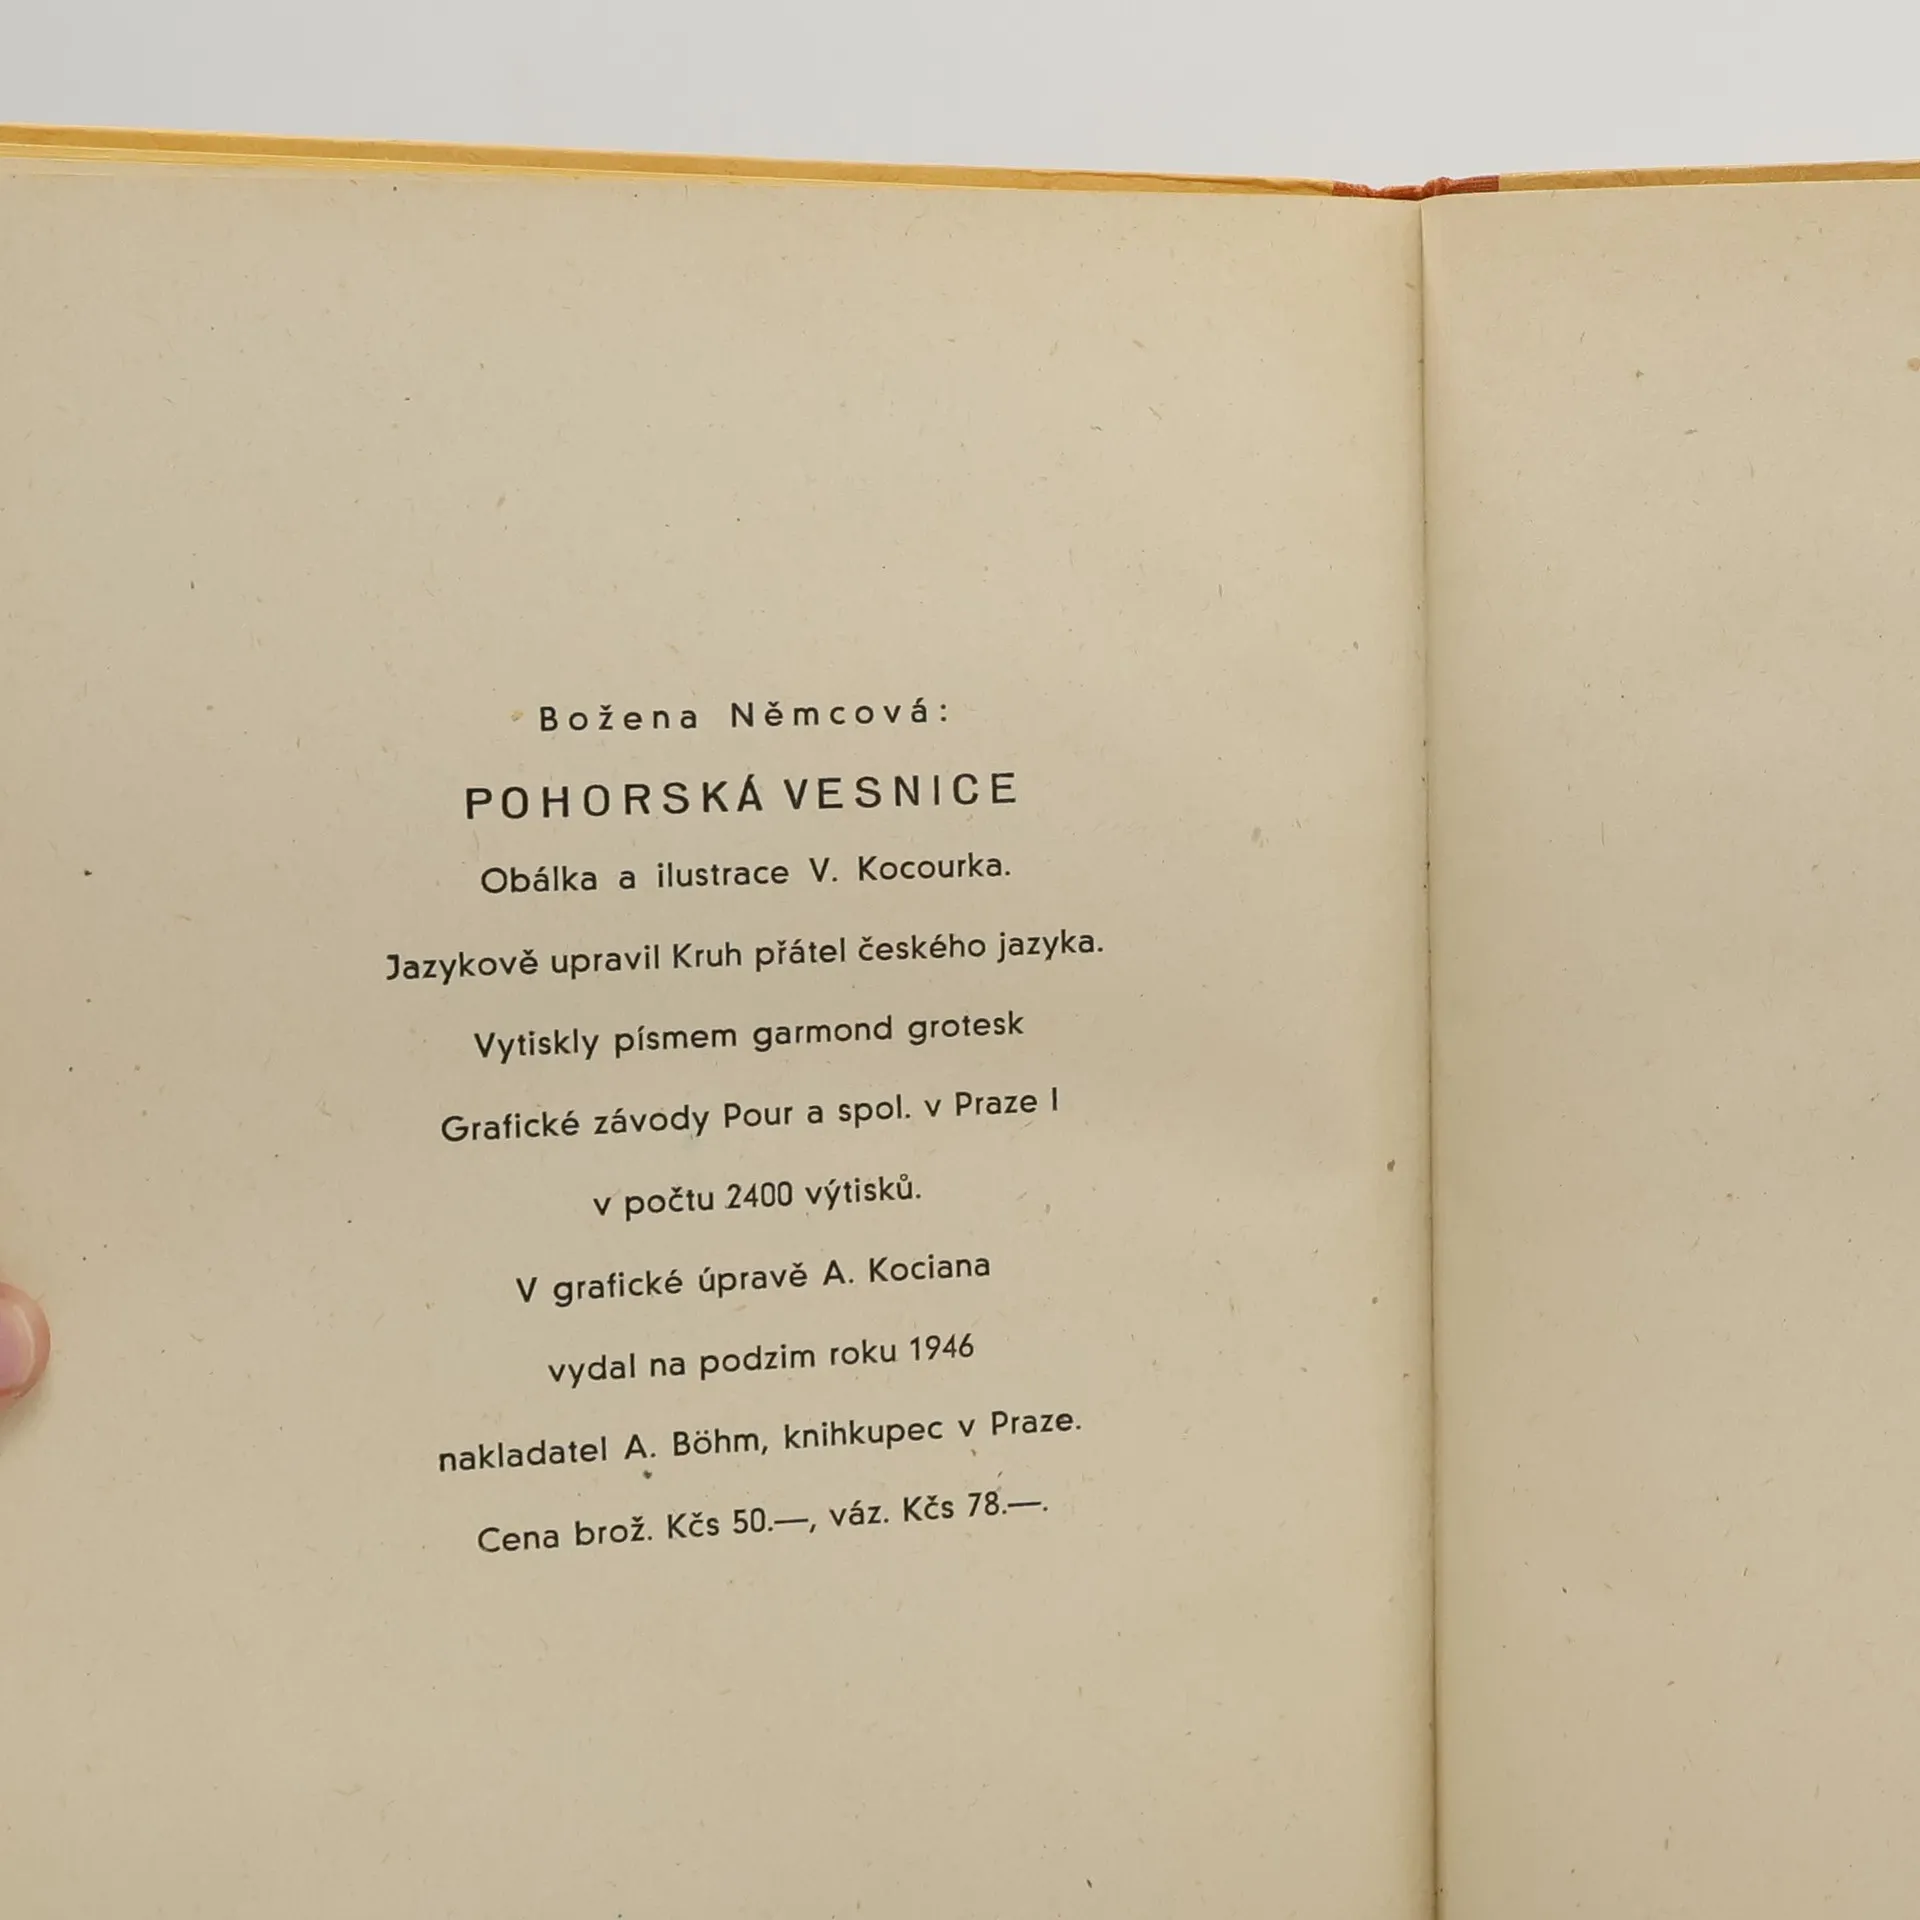 Božena Němcová:
POHORSKÁ VESNICE
Obálka a ilustrace V. Kocourka.
Jazykově upravil Kruh přátel českého jazyka.
Vytiskly písmem garmond grotesk
Grafické závody Pour a spol. v Praze I
v počtu 2400 výtisků.
V grafické úpravě A. Kociana
vydal na podzim roku 1946
nakladatel A. Böhm, knihkupec v Praze.
Cena brož. Kčs 50.—, váz. Kčs 78.—.